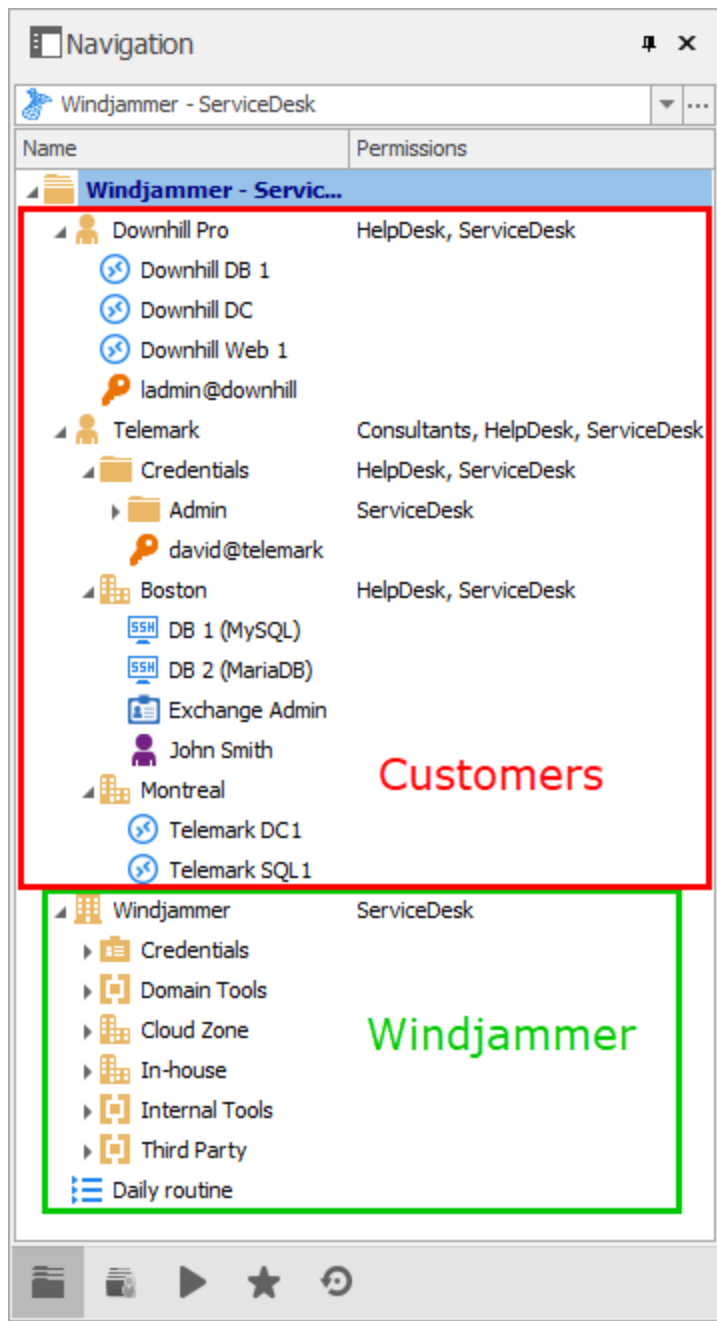 Navigation
Windjammer - ServiceDesk
Name Permissions
Windjammer - Servic...
Downhill Pro HelpDesk, ServiceDesk
Downhill DB 1
Downhill DC
Downhill Web 1
ladmin@downhill
Telemark Consultants, HelpDesk, ServiceDesk
Credentials HelpDesk, ServiceDesk
Admin ServiceDesk
david@telemark
Boston HelpDesk, ServiceDesk
SSH DB 1 (MySQL)
SSH DB 2 (MariaDB)
Exchange Admin
John Smith
Customers
Montreal
Telemark DC1
Telemark SQL1
Windjammer ServiceDesk
Credentials
Domain Tools
Cloud Zone
Windjammer
In-house
Internal Tools
Third Party
Daily routine